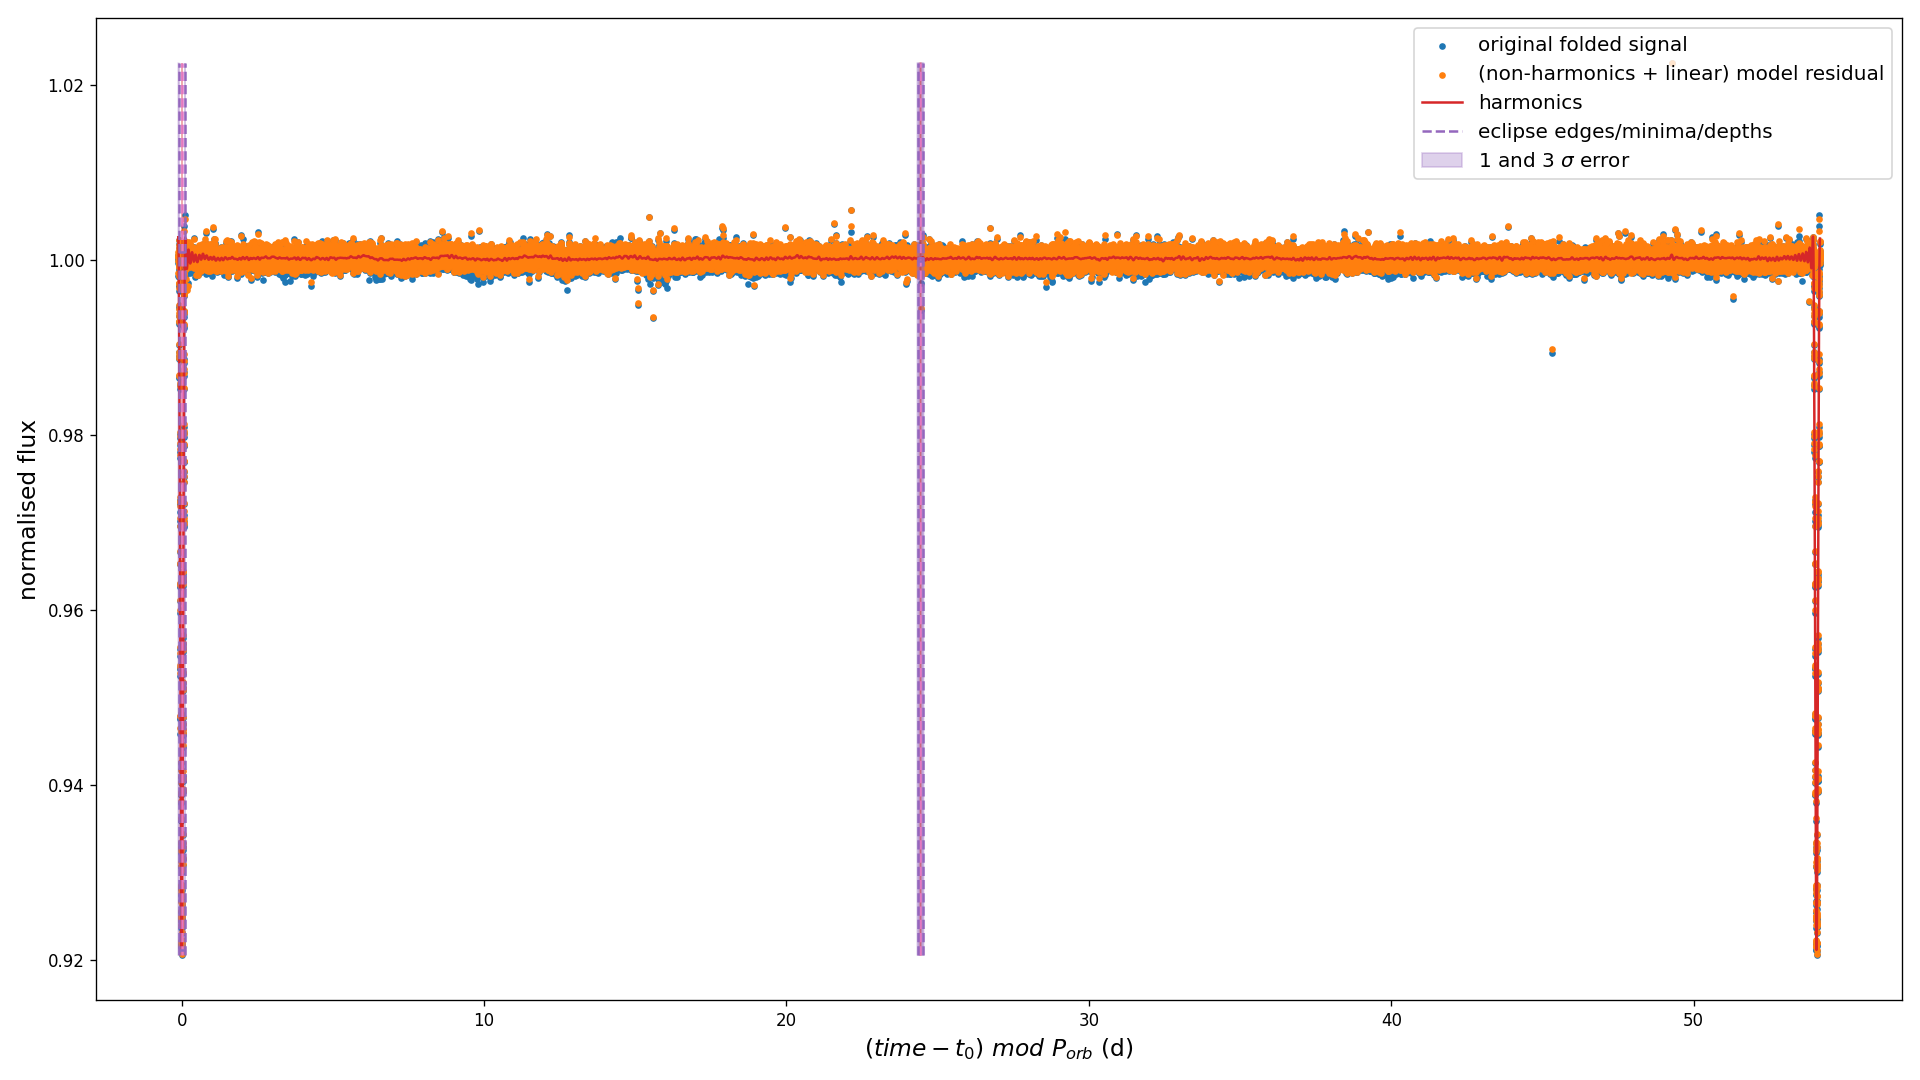 original folded signal
(non-harmonics + linear) model residual
harmonics
eclipse edges/minima/depths
1 and 3 σ error
1.02
1.00
0.98
0.96
0.94
0.92
normalised flux
0 10 20 30 40 50
(time − t₀) mod P_orb (d)